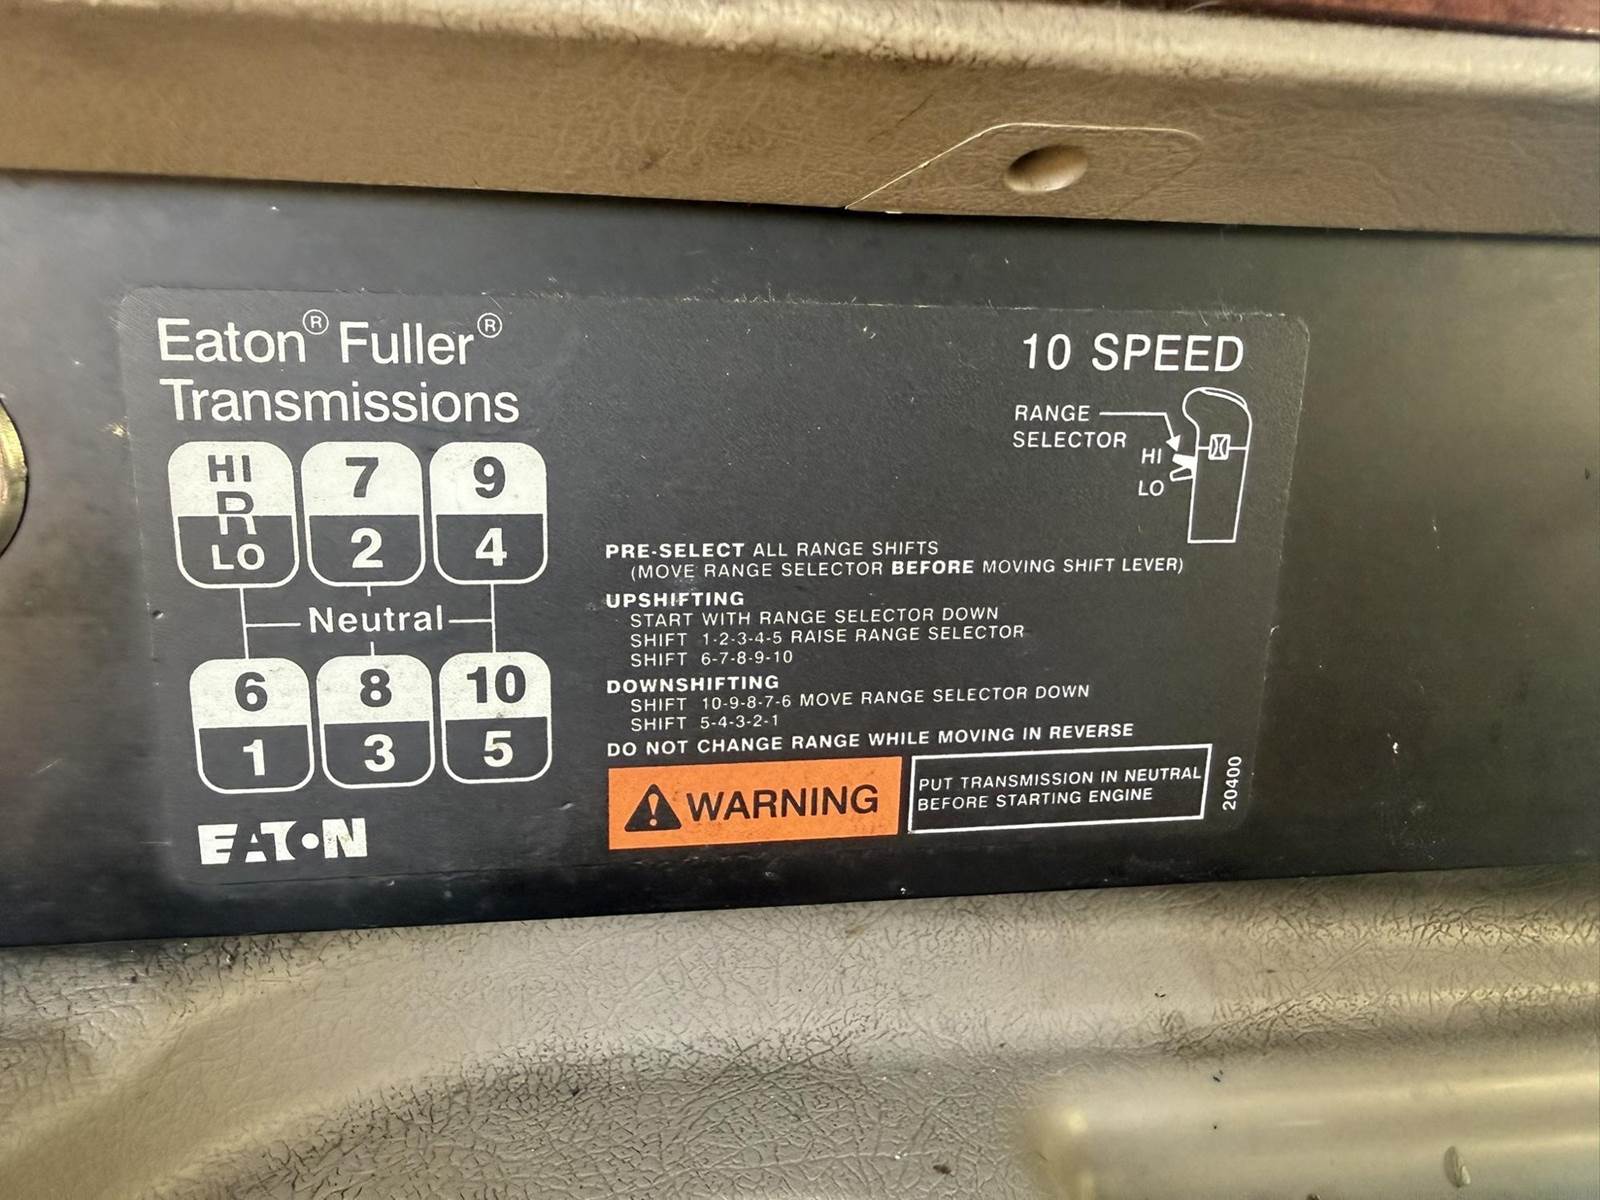 Eaton® Fuller®
Transmissions
10 SPEED
RANGE
SELECTOR
HI
LO
HI 7 9
R
LO 2 4
Neutral
6 8 10
1 3 5
EATON
PRE-SELECT ALL RANGE SHIFTS
(MOVE RANGE SELECTOR BEFORE MOVING SHIFT LEVER)
UPSHIFTING
START WITH RANGE SELECTOR DOWN
SHIFT 1-2-3-4-5 RAISE RANGE SELECTOR
SHIFT 6-7-8-9-10
DOWNSHIFTING
SHIFT 10-9-8-7-6 MOVE RANGE SELECTOR DOWN
SHIFT 5-4-3-2-1
DO NOT CHANGE RANGE WHILE MOVING IN REVERSE
WARNING
PUT TRANSMISSION IN NEUTRAL
BEFORE STARTING ENGINE
20400